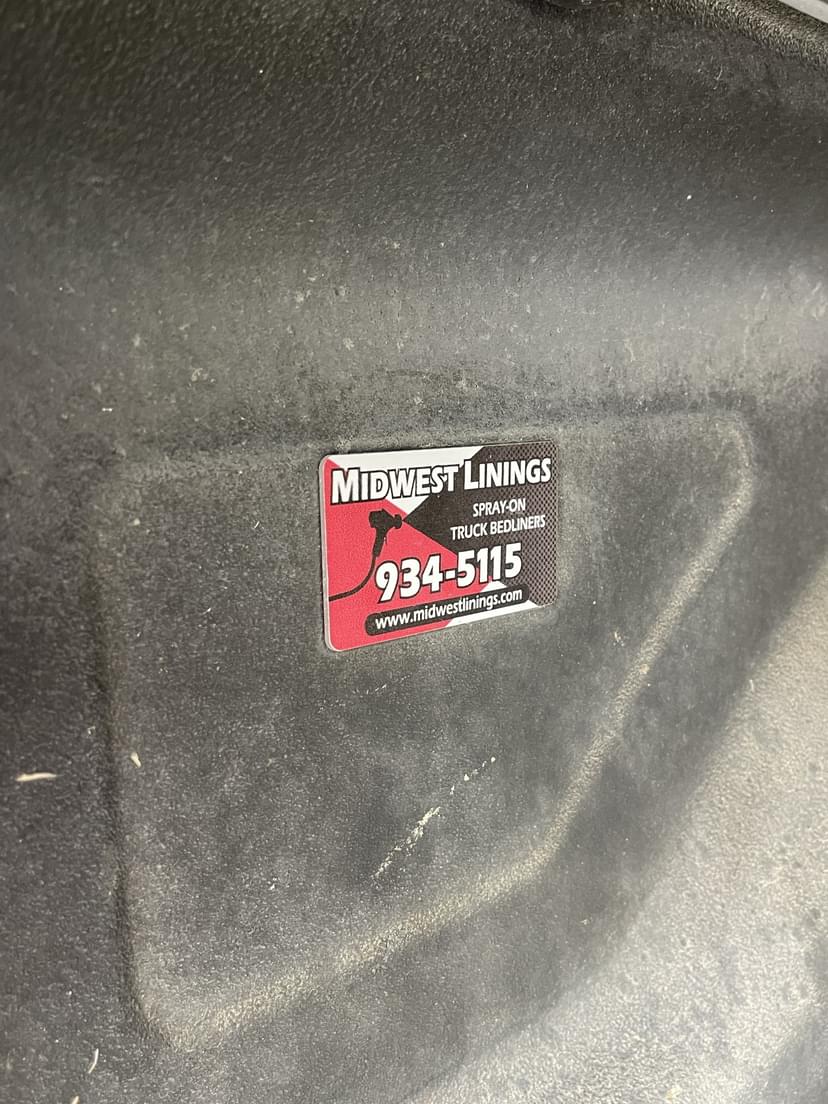 MIDWEST LININGS
SPRAY-ON
TRUCK BEDLINERS
934-5115
www.midwestlinings.com